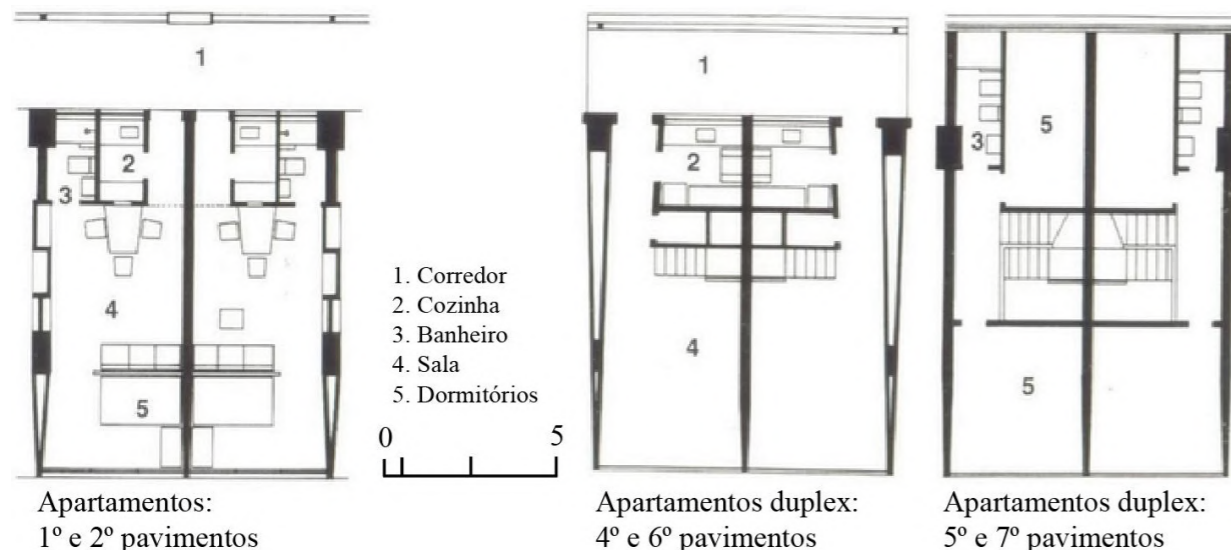 1
2
3
4
5
1. Corredor
2. Cozinha
3. Banheiro
4. Sala
5. Dormitórios
0 5
Apartamentos:
1º e 2º pavimentos
1
2
4
Apartamentos duplex:
4º e 6º pavimentos
5
3
5
Apartamentos duplex:
5º e 7º pavimentos